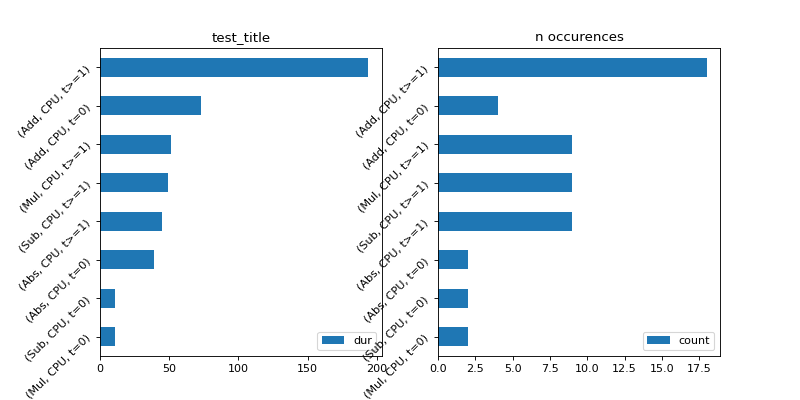 test_title
(Add, CPU, t>=1)
(Add, CPU, t=0)
(Mul, CPU, t>=1)
(Sub, CPU, t>=1)
(Abs, CPU, t>=1)
(Abs, CPU, t=0)
(Sub, CPU, t=0)
(Mul, CPU, t=0)
0 50 100 150 200
dur
n occurences
(Add, CPU, t>=1)
(Add, CPU, t=0)
(Mul, CPU, t>=1)
(Sub, CPU, t>=1)
(Abs, CPU, t>=1)
(Abs, CPU, t=0)
(Sub, CPU, t=0)
(Mul, CPU, t=0)
0.0 2.5 5.0 7.5 10.0 12.5 15.0 17.5
count